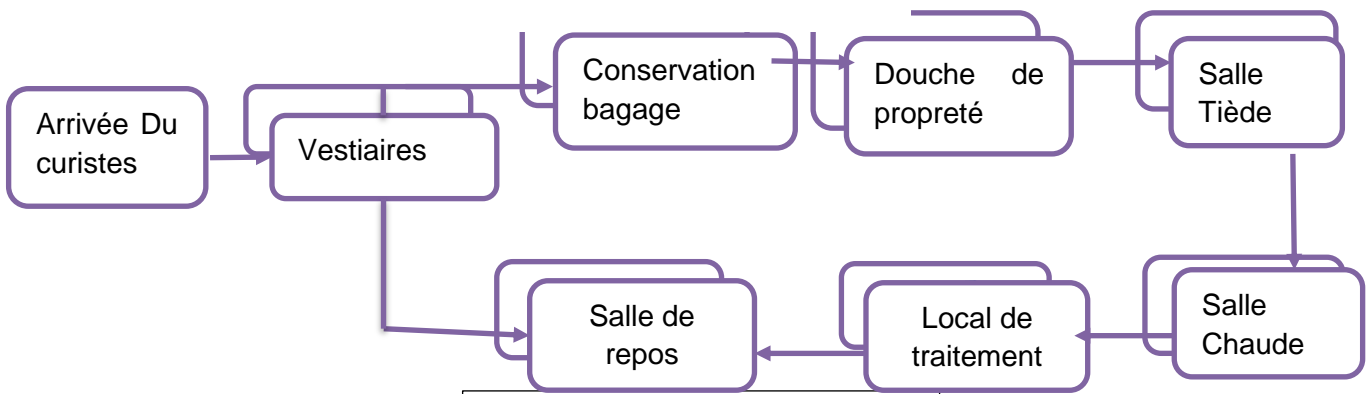 Arrivée Du
curistes
Vestiaires
Conservation
bagage
Douche de
propreté
Salle
Tiède
Salle
Chaude
Local de
traitement
Salle de
repos